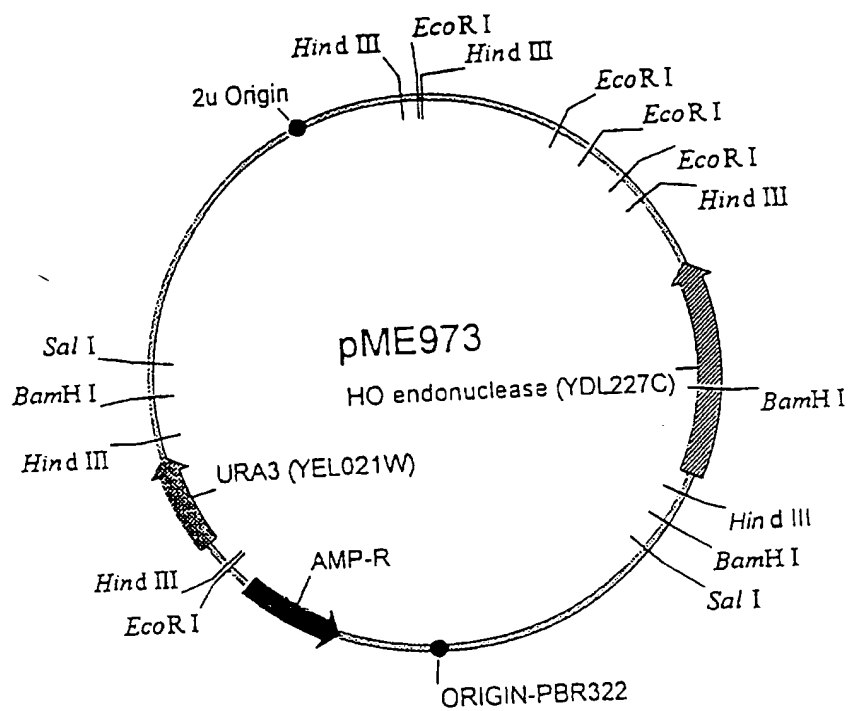 Hind III
EcoR I
Hind III
2u Origin
EcoR I
EcoR I
EcoR I
Hind III
pME973
Sal I
HO endonuclease (YDL227C)
BamH I
BamH I
Hind III
URA3 (YEL021W)
Hind III
BamH I
Sal I
Hind III
EcoR I
AMP-R
ORIGIN-PBR322